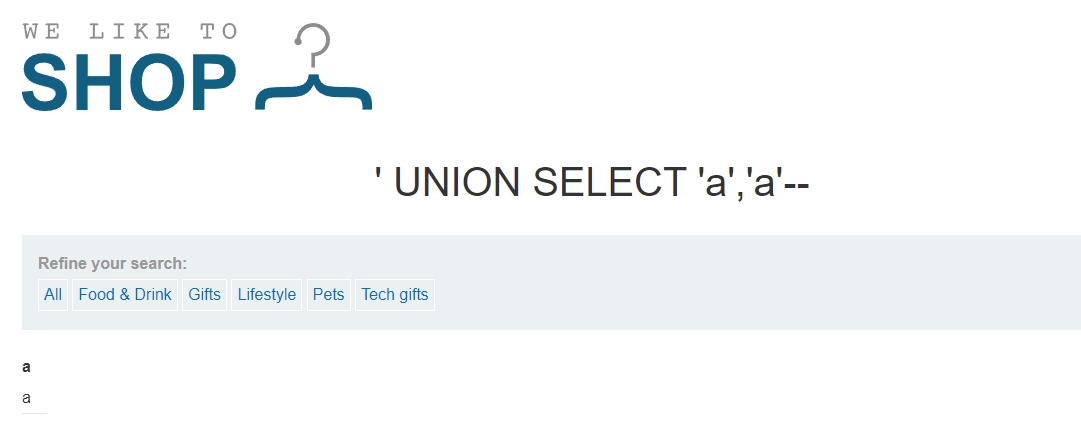 WE LIKE TO
SHOP
' UNION SELECT 'a','a'--
Refine your search:
All Food & Drink Gifts Lifestyle Pets Tech gifts
a
a